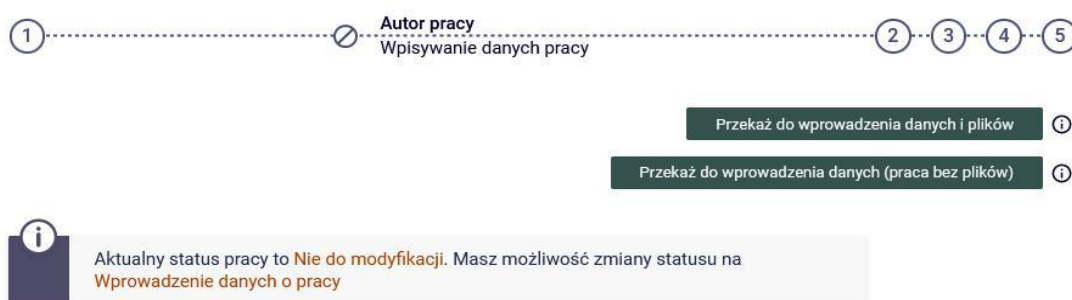 1
Autor pracy
Wpisywanie danych pracy
2
3
4
5
Przekaż do wprowadzenia danych i plików
Przekaż do wprowadzenia danych (praca bez plików)
Aktualny status pracy to Nie do modyfikacji. Masz możliwość zmiany statusu na
Wprowadzenie danych o pracy